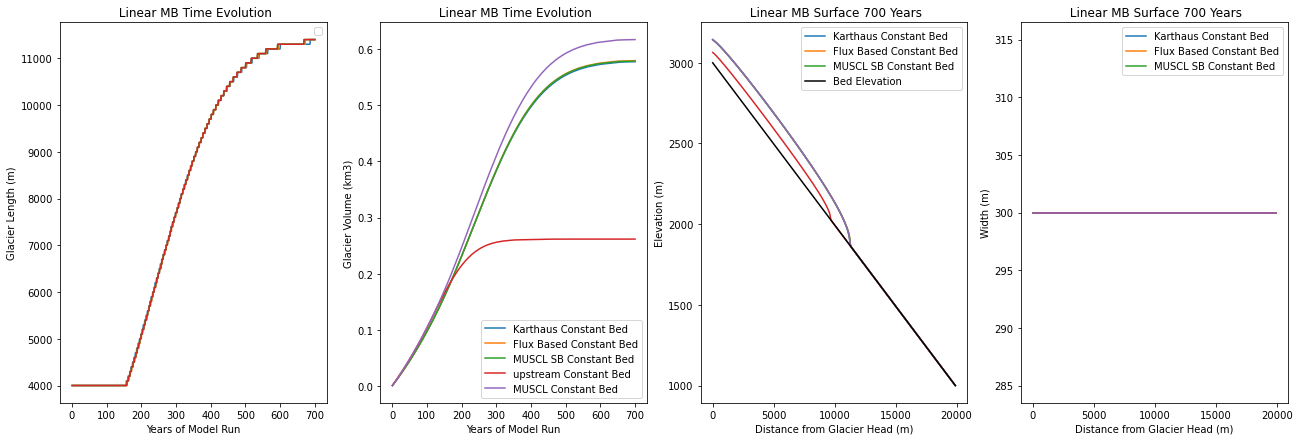 Linear MB Time Evolution
Glacier Length (m)
11000
10000
9000
8000
7000
6000
5000
4000
0 100 200 300 400 500 600 700
Years of Model Run
Linear MB Time Evolution
Glacier Volume (km3)
0.6
0.5
0.4
0.3
0.2
0.1
0.0
Karthaus Constant Bed
Flux Based Constant Bed
MUSCL SB Constant Bed
upstream Constant Bed
MUSCL Constant Bed
0 100 200 300 400 500 600 700
Years of Model Run
Linear MB Surface 700 Years
Karthaus Constant Bed
Flux Based Constant Bed
MUSCL SB Constant Bed
Bed Elevation
Elevation (m)
3000
2500
2000
1500
1000
0 5000 10000 15000 20000
Distance from Glacier Head (m)
Linear MB Surface 700 Years
Karthaus Constant Bed
Flux Based Constant Bed
MUSCL SB Constant Bed
Width (m)
315
310
305
300
295
290
285
0 5000 10000 15000 20000
Distance from Glacier Head (m)